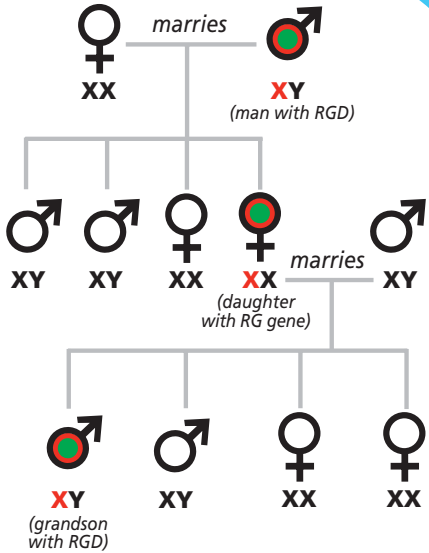 marries
XX
XY
(man with RGD)
XY
XY
XX
XX
(daughter
with RG gene)
marries
XY
XY
(grandson
with RGD)
XY
XX
XX